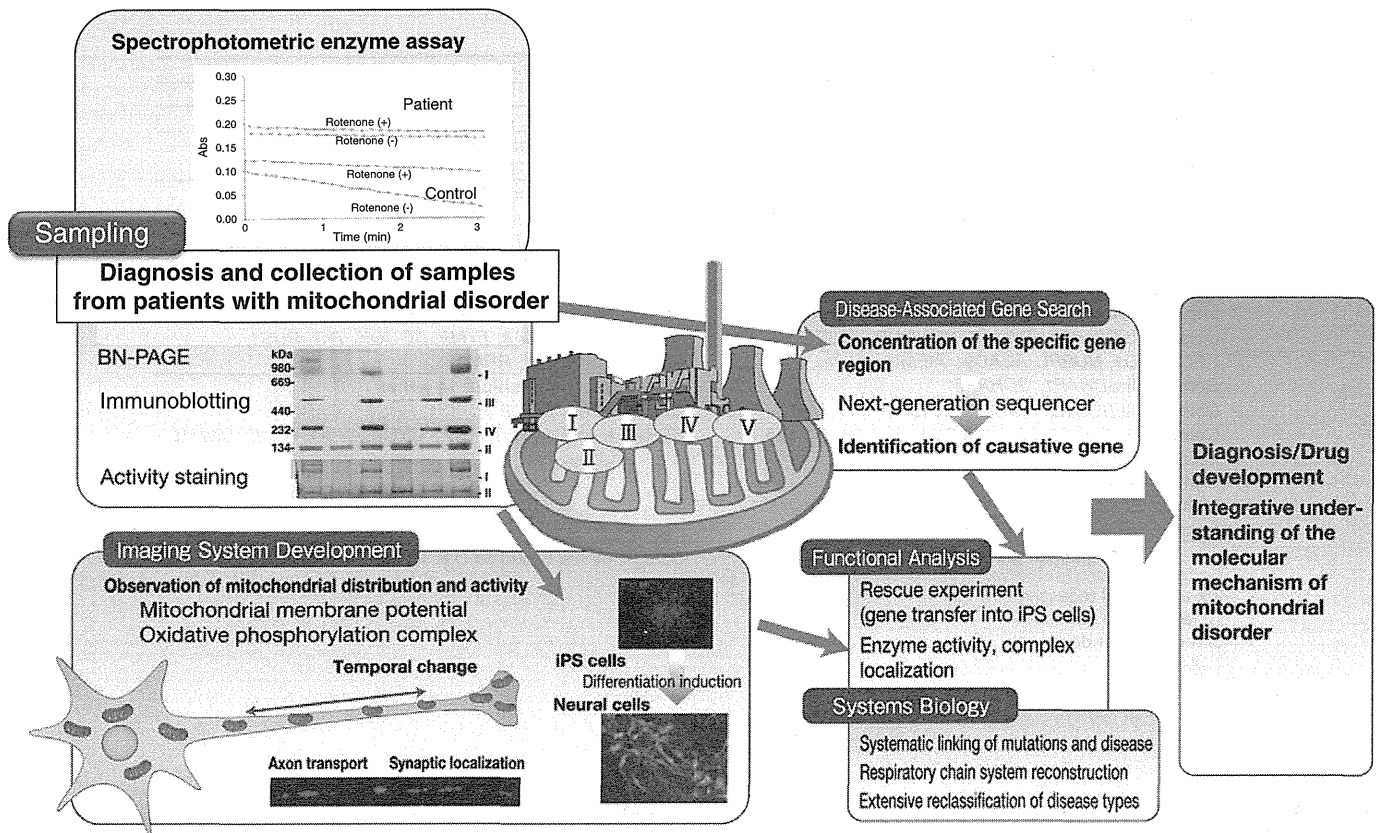 Spectrophotometric enzyme assay
0.30
0.25
0.20
0.15
0.10
0.05
0.00
Abs
Patient
Rotenone (+)
Rotenone (-)
Rotenone (+)
Control
Rotenone (-)
0
1
2
3
Time (min)
Sampling
Diagnosis and collection of samples
from patients with mitochondrial disorder
BN-PAGE
Immunoblotting
Activity staining
kDa
980-
669-
440-
232-
134-
- I
- III
- IV
- II
- I
- II
I
II
III
IV
V
Disease-Associated Gene Search
Concentration of the specific gene
region
Next-generation sequencer
Identification of causative gene
Imaging System Development
Observation of mitochondrial distribution and activity
Mitochondrial membrane potential
Oxidative phosphorylation complex
Temporal change
Axon transport
Synaptic localization
iPS cells
Differentiation induction
Neural cells
Functional Analysis
Rescue experiment
(gene transfer into iPS cells)
Enzyme activity, complex
localization
Systems Biology
Systematic linking of mutations and disease
Respiratory chain system reconstruction
Extensive reclassification of disease types
Diagnosis/Drug
development
Integrative under-
standing of the
molecular
mechanism of
mitochondrial
disorder